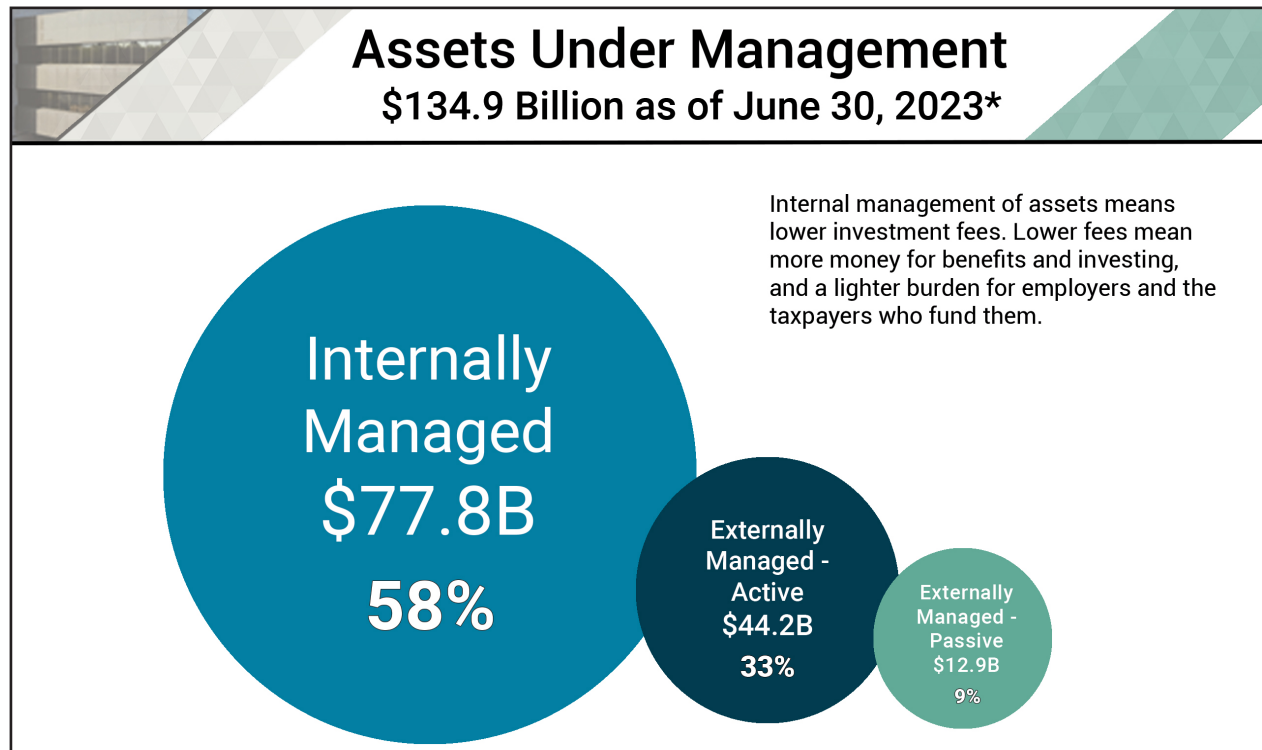 Assets Under Management
$134.9 Billion as of June 30, 2023*
Internal management of assets means
lower investment fees. Lower fees mean
more money for benefits and investing,
and a lighter burden for employers and the
taxpayers who fund them.
Internally
Managed
$77.8B
58%
Externally
Managed -
Active
$44.2B
33%
Externally
Managed -
Passive
$12.9B
9%